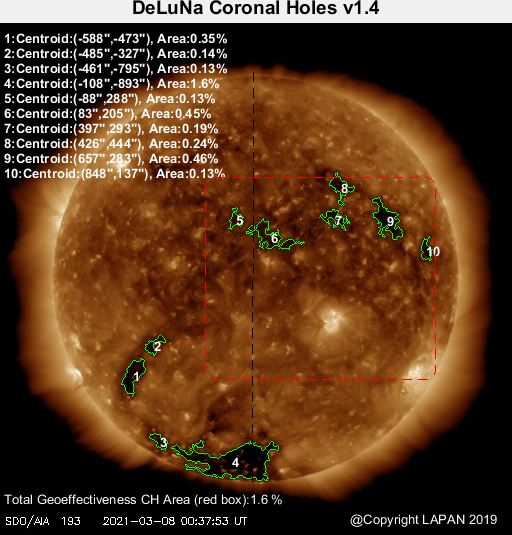 DeLuNa Coronal Holes v1.4
1:Centroid:(-588",-473"), Area:0.35%
2:Centroid:(-485",-327"), Area:0.14%
3:Centroid:(-461",-795"), Area:0.13%
4:Centroid:(-108",-893"), Area:1.6%
5:Centroid:(-88",288"), Area:0.13%
6:Centroid:(83",205"), Area:0.45%
7:Centroid:(397",293"), Area:0.19%
8:Centroid:(426",444"), Area:0.24%
9:Centroid:(657",283"), Area:0.46%
10:Centroid:(848",137"), Area:0.13%
8
5
7
9
6
10
2
1
3
4
Total Geoeffectiveness CH Area (red box):1.6 %
SDO/AIA 193 2021-03-08 00:37:53 UT
@Copyright LAPAN 2019